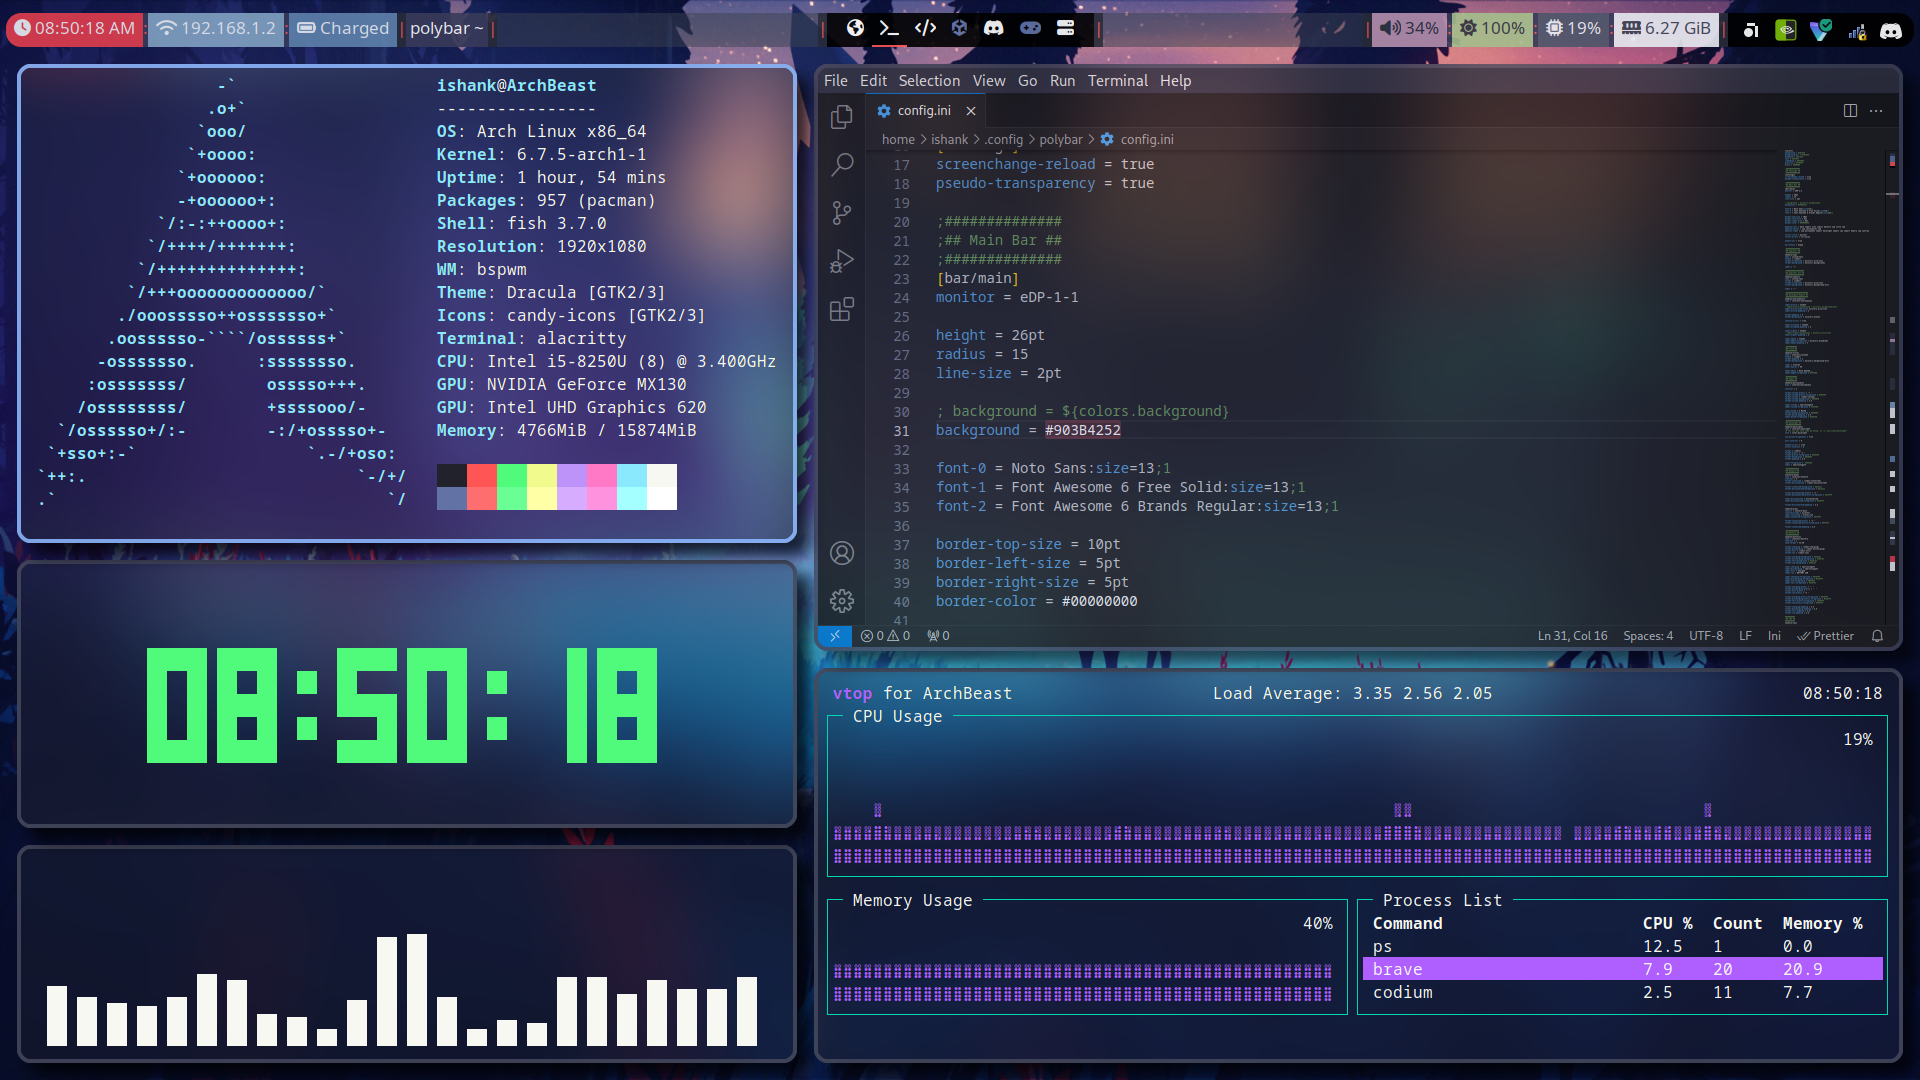 08:50:18 AM 192.168.1.2 Charged polybar ~ 34% 100% 19% 6.27 GiB
ishank@ArchBeast
----------------
OS: Arch Linux x86_64
Kernel: 6.7.5-arch1-1
Uptime: 1 hour, 54 mins
Packages: 957 (pacman)
Shell: fish 3.7.0
Resolution: 1920x1080
WM: bspwm
Theme: Dracula [GTK2/3]
Icons: candy-icons [GTK2/3]
Terminal: alacritty
CPU: Intel i5-8250U (8) @ 3.400GHz
GPU: NVIDIA GeForce MX130
GPU: Intel UHD Graphics 620
Memory: 4766MiB / 15874MiB
08:50:18
File Edit Selection View Go Run Terminal Help
config.ini
home > ishank > .config > polybar > config.ini
17 screenchange-reload = true
18 pseudo-transparency = true
19
20 ;##############
21 ;## Main Bar ##
22 ;##############
23 [bar/main]
24 monitor = eDP-1-1
25
26 height = 26pt
27 radius = 15
28 line-size = 2pt
29
30 ; background = ${colors.background}
31 background = #903B4252
32
33 font-0 = Noto Sans:size=13;1
34 font-1 = Font Awesome 6 Free Solid:size=13;1
35 font-2 = Font Awesome 6 Brands Regular:size=13;1
36
37 border-top-size = 10pt
38 border-left-size = 5pt
39 border-right-size = 5pt
40 border-color = #00000000
41
0 0 0 Ln 31, Col 16 Spaces: 4 UTF-8 LF Ini Prettier
vtop for ArchBeast Load Average: 3.35 2.56 2.05 08:50:18
CPU Usage
19%
Memory Usage
40%
Process List
Command CPU % Count Memory %
ps 12.5 1 0.0
brave 7.9 20 20.9
codium 2.5 11 7.7